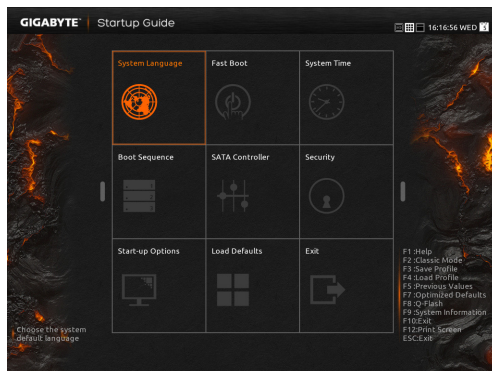 GIGABYTE™ Startup Guide
16:16:56 WED
System Language
Fast Boot
System Time
Boot Sequence
SATA Controller
Security
Start-up Options
Load Defaults
Exit
Choose the system
default language
F1 :Help
F2 :Classic Mode
F3 :Save Profile
F4 :Load Profile
F5 :Previous Values
F7 :Optimized Defaults
F8 :Q-Flash
F9 :System Information
F10:Exit
F12:Print Screen
ESC:Exit